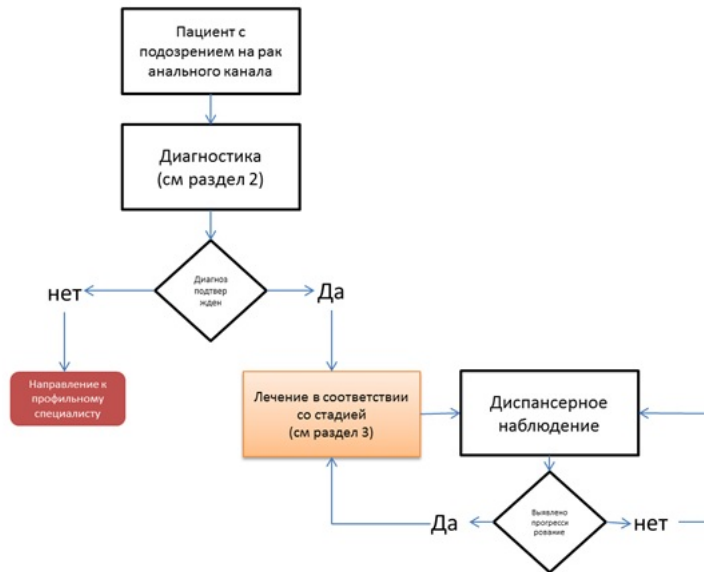 Пациент с
подозрением на рак
анального канала
Диагностика
(см раздел 2)
Диагноз
подтвер
жден
нет
Да
Направление к
профильному
специалисту
Лечение в соответствии
со стадией
(см раздел 3)
Диспансерное
наблюдение
Выявлено
прогресси
рование
Да
нет